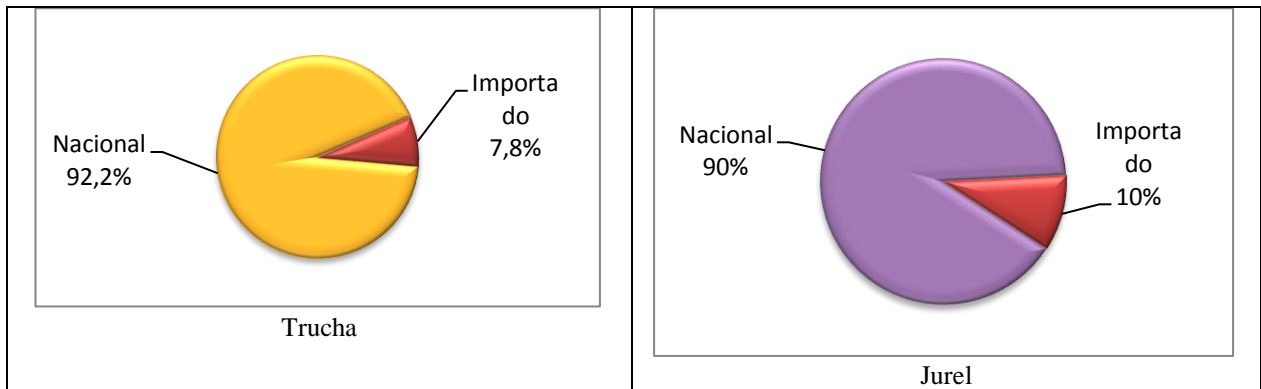 Nacional
92,2%
Importa
do
7,8%
Trucha
Nacional
90%
Importa
do
10%
Jurel